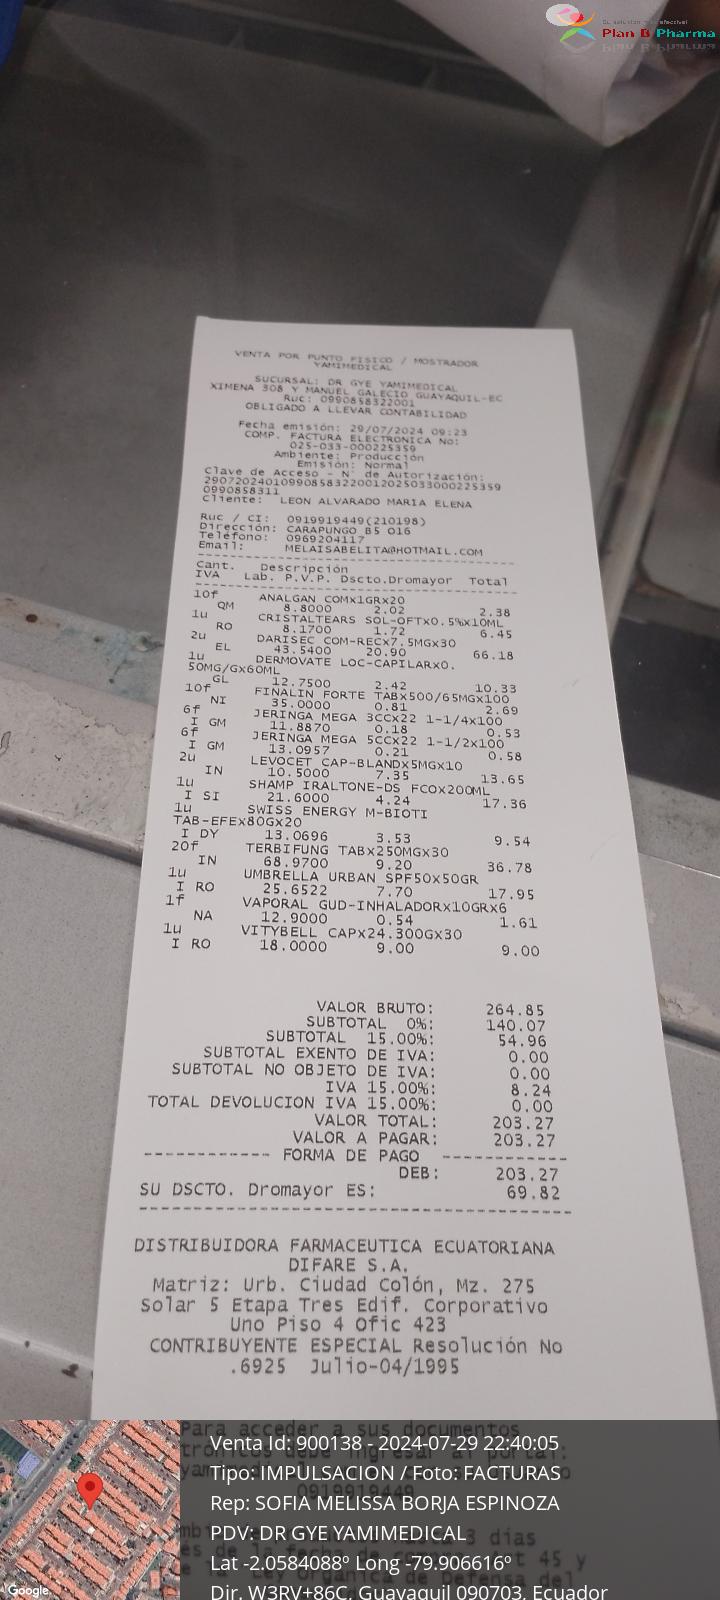 Plan B Pharma
VENTA POR PUNTO FISICO / MOSTRADOR
YAMIMEDICAL
SUCURSAL: DR GYE YAMIMEDICAL
XIMENA 308 Y MANUEL GALECIO GUAYAQUIL-EC
Ruc: 0990858322001
OBLIGADO A LLEVAR CONTABILIDAD
Fecha emisión: 29/07/2024 09:23
COMP. FACTURA ELECTRONICA No:
025-033-000225359
Ambiente: Producción
Emisión: Normal
Clave de Acceso - N° de Autorización:
290720240109908583220012025033000225359
0990858311
Cliente: LEON ALVARADO MARIA ELENA
Ruc / CI: 0919919449(210198)
Dirección: CARAPUNGO B5 O16
Teléfono: 0969204117
Email: MELAISABELITA@HOTMAIL.COM
Cant. Descripción
IVA Lab. P.V.P. Dscto.Dromayor Total
10f ANALGAN COMx1GRx20
QM 8.8000 2.02 2.38
1u CRISTALTEARS SOL-OFTx0.5%x10ML
RO 8.1700 1.72 6.45
2u DARISEC COM-RECx7.5MGx30
EL 43.5400 20.90 66.18
1u DERMOVATE LOC-CAPILARx0.
50MG/Gx60ML
GL 12.7500 2.42 10.33
10f FINALIN FORTE TABx500/65MGx100
NI 35.0000 0.81 2.69
6f JERINGA MEGA 3CCx22 1-1/4x100
I GM 11.8870 0.18 0.53
6f JERINGA MEGA 5CCx22 1-1/2x100
I GM 13.0957 0.21 0.58
2u LEVOCET CAP-BLANDx5MGx10
IN 10.5000 7.35 13.65
1u SHAMP IRALTONE-DS FCOx200ML
I SI 21.6000 4.24 17.36
1u SWISS ENERGY M-BIOTI
TAB-EFEx80Gx20
I DY 13.0696 3.53 9.54
20f TERBIFUNG TABx250MGx30
IN 68.9700 9.20 36.78
1u UMBRELLA URBAN SPF50x50GR
I RO 25.6522 7.70 17.95
1f VAPORAL GUD-INHALADORx10GRx6
NA 12.9000 0.54 1.61
1u VITYBELL CAPx24.300Gx30
I RO 18.0000 9.00 9.00
VALOR BRUTO: 264.85
SUBTOTAL 0%: 140.07
SUBTOTAL 15.00%: 54.96
SUBTOTAL EXENTO DE IVA: 0.00
SUBTOTAL NO OBJETO DE IVA: 0.00
IVA 15.00%: 8.24
TOTAL DEVOLUCION IVA 15.00%: 0.00
VALOR TOTAL: 203.27
VALOR A PAGAR: 203.27
------------ FORMA DE PAGO ------------
DEB: 203.27
SU DSCTO. Dromayor ES: 69.82
DISTRIBUIDORA FARMACEUTICA ECUATORIANA
DIFARE S.A.
Matriz: Urb. Ciudad Colón, Mz. 275
Solar 5 Etapa Tres Edif. Corporativo
Uno Piso 4 Ofic 423
CONTRIBUYENTE ESPECIAL Resolución No
.6925 Julio-04/1995
Para acceder a sus documentos
Venta Id: 900138 - 2024-07-29 22:40:05
Tipo: IMPULSACION / Foto: FACTURAS
Rep: SOFIA MELISSA BORJA ESPINOZA
PDV: DR GYE YAMIMEDICAL
Lat -2.0584088º Long -79.906616º
Dir. W3RV+86C, Guayaquil 090703, Ecuador
Google